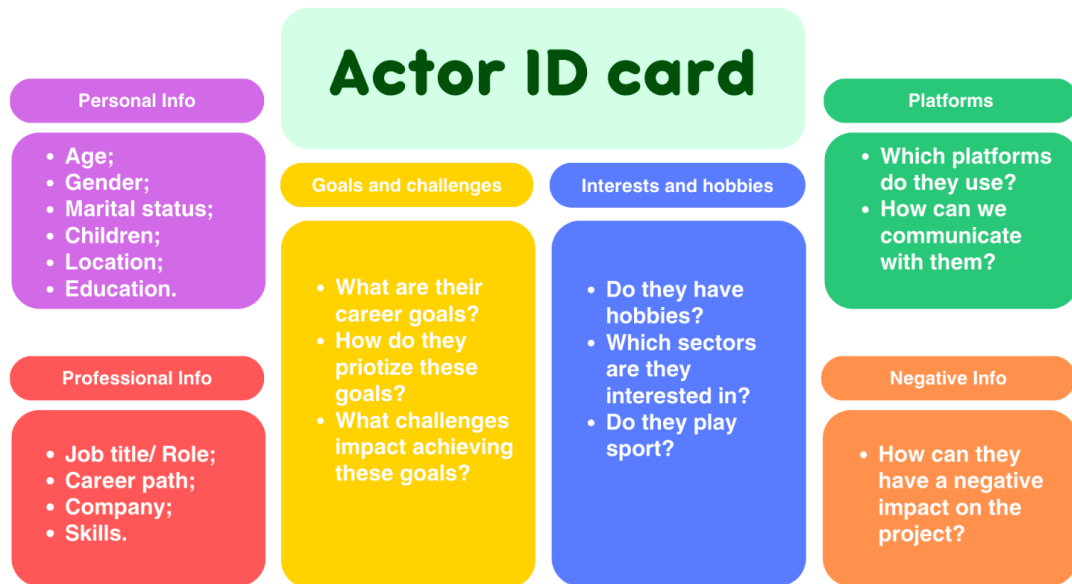 Actor ID card
Personal Info
• Age;
• Gender;
• Marital status;
• Children;
• Location;
• Education.
Professional Info
• Job title/ Role;
• Career path;
• Company;
• Skills.
Goals and challenges
• What are their
career goals?
• How do they
priotize these
goals?
• What challenges
impact achieving
these goals?
Interests and hobbies
• Do they have
hobbies?
• Which sectors
are they
interested in?
• Do they play
sport?
Platforms
• Which platforms
do they use?
• How can we
communicate
with them?
Negative Info
• How can they
have a negative
impact on the
project?